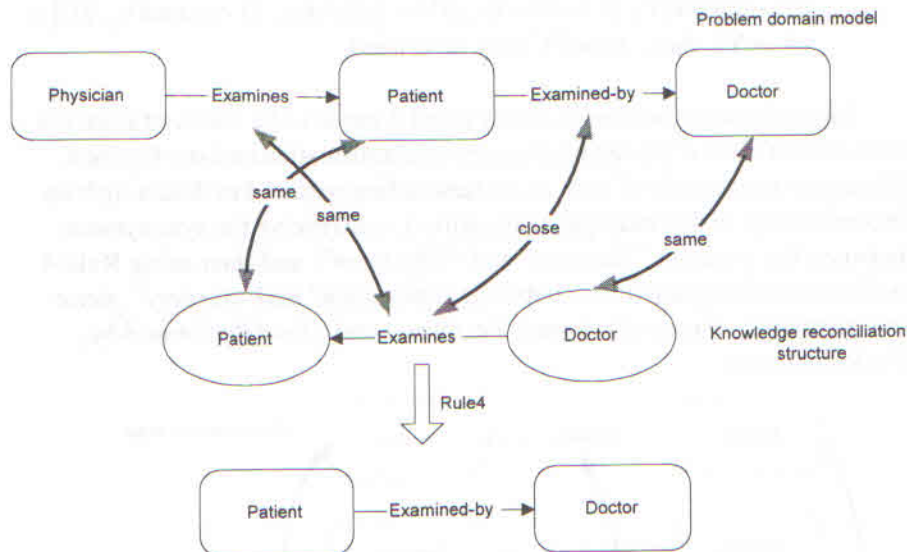 Problem domain model
Physician
Examines
Patient
Examined-by
Doctor
same
same
close
same
Patient
Examines
Doctor
Knowledge reconciliation
structure
Rule4
Patient
Examined-by
Doctor